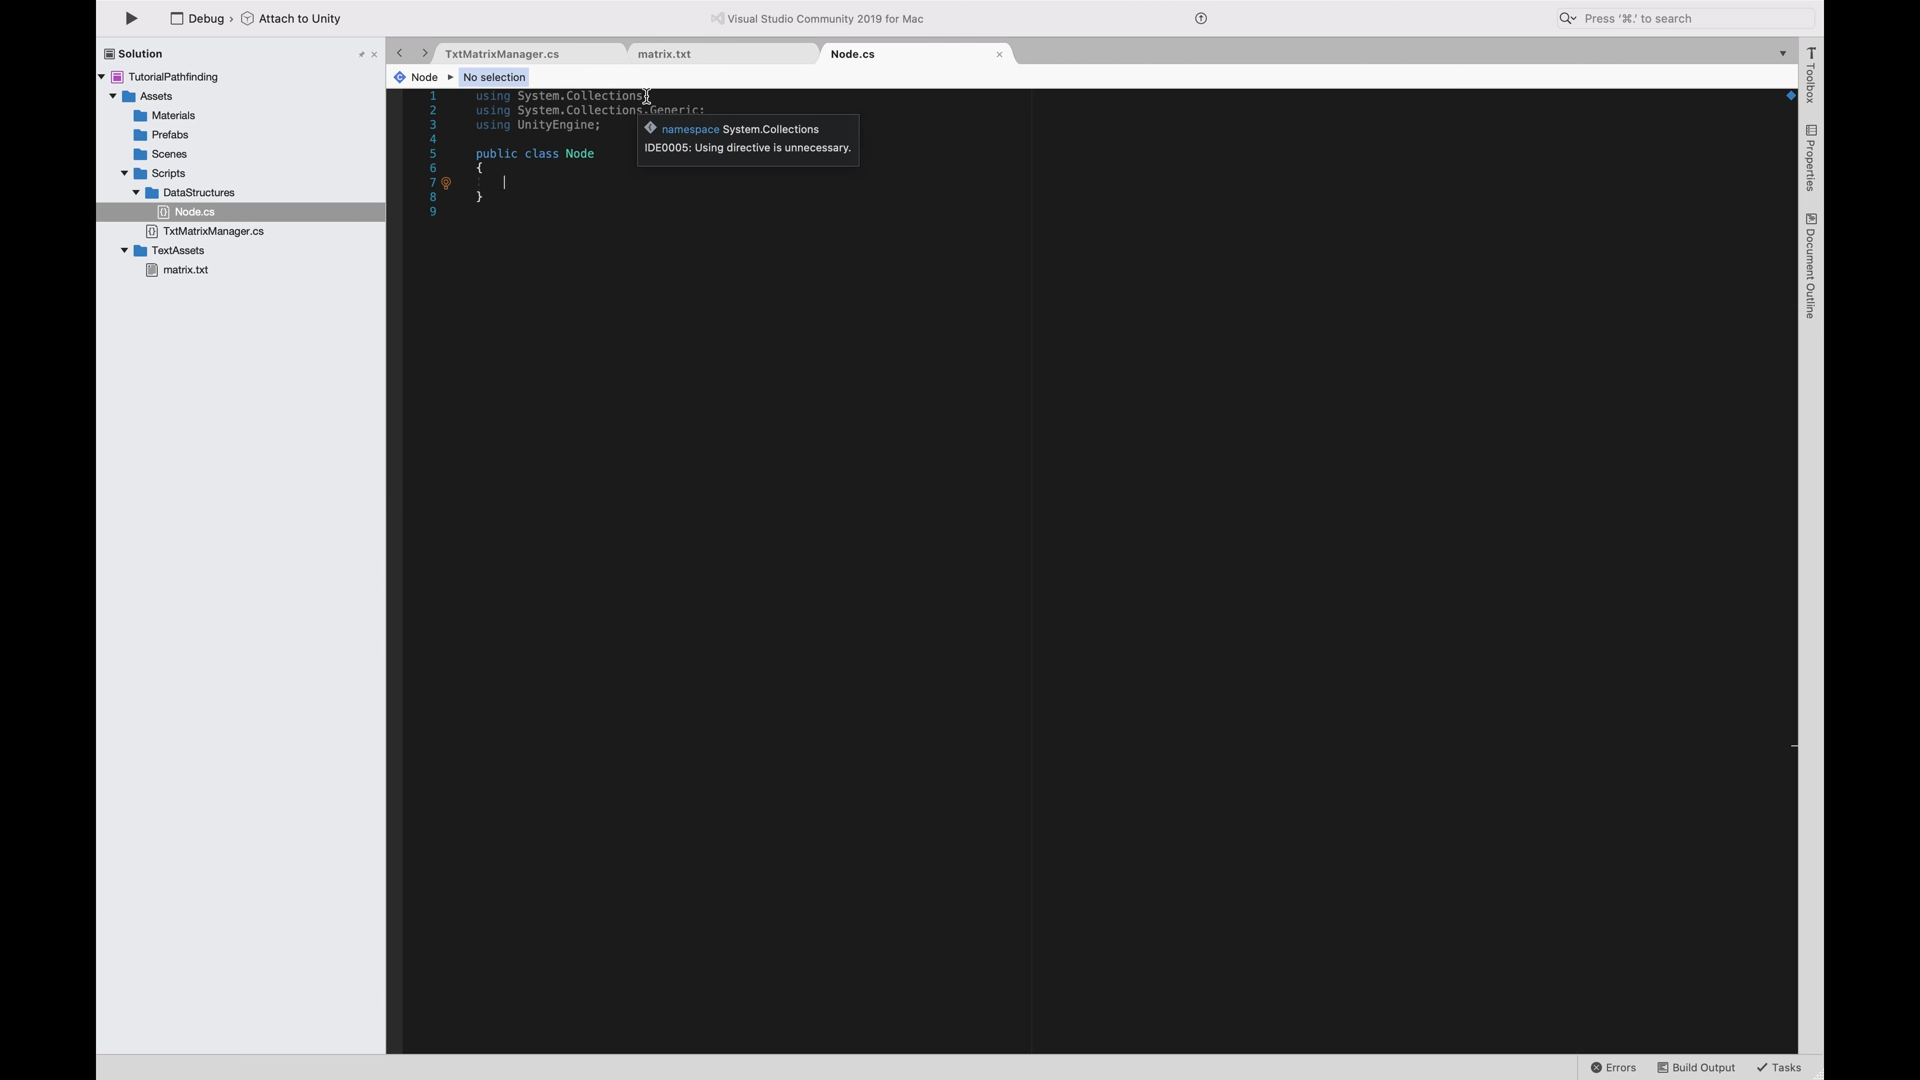 Debug › Attach to Unity
Visual Studio Community 2019 for Mac
Press '⌘.' to search
Solution
TutorialPathfinding
Assets
Materials
Prefabs
Scenes
Scripts
DataStructures
Node.cs
TxtMatrixManager.cs
TextAssets
matrix.txt
TxtMatrixManager.cs
matrix.txt
Node.cs
Node
No selection
1 using System.Collections;
2 using System.Collections.Generic;
3 using UnityEngine;
4
5 public class Node
6 {
7
8 }
9
namespace System.Collections
IDE0005: Using directive is unnecessary.
Toolbox
Properties
Document Outline
Errors
Build Output
Tasks